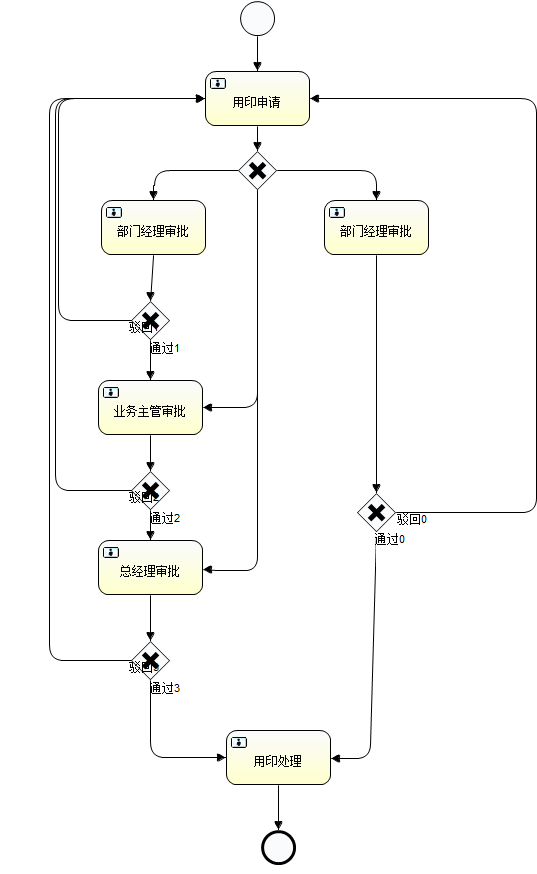 用印申请
部门经理审批
部门经理审批
驳回
通过1
业务主管审批
驳回2
通过2
驳回0
通过0
总经理审批
驳回3
通过3
用印处理